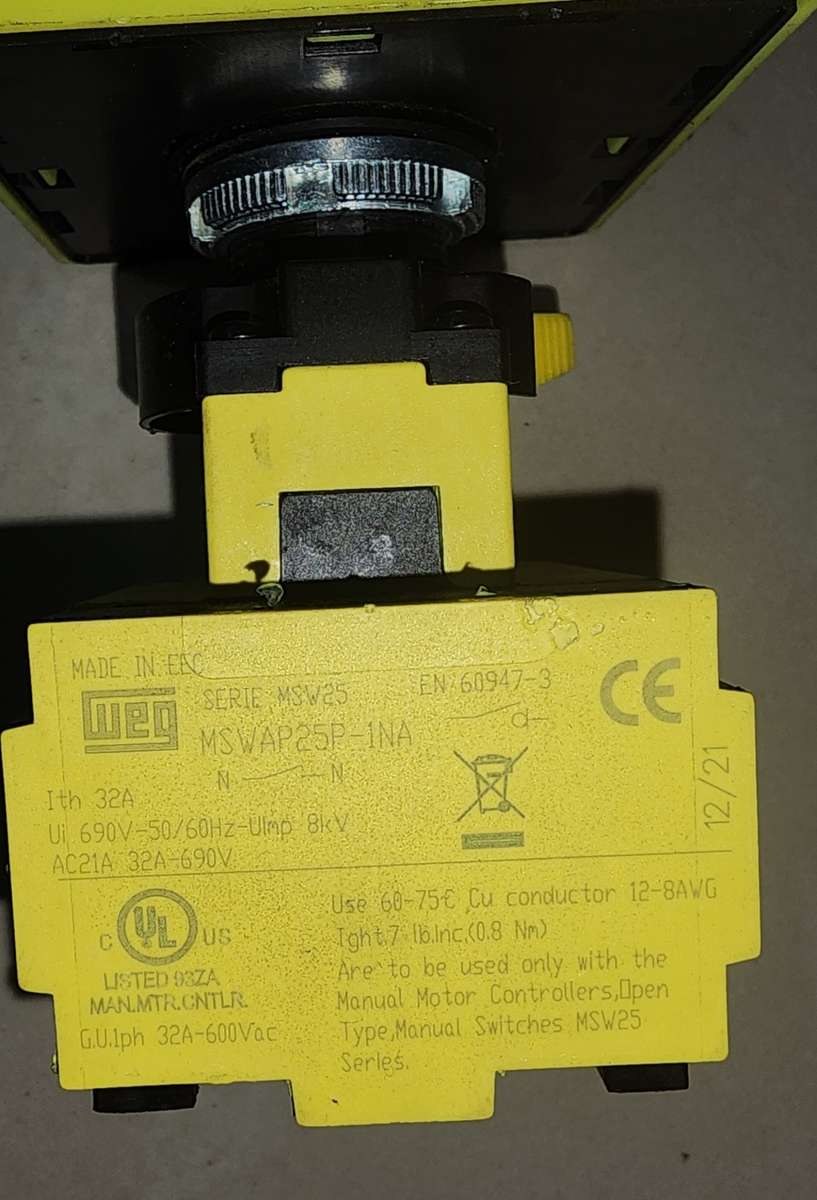 MADE IN EEC
weg
SERIE MSW25
EN 60947-3
CE
MSWAP25P-1NA
N N
Ith 32A
Ui 690V-50/60Hz-UImp 8kV
AC21A 32A-690V
12/21
C UL US
LISTED 93ZA
MAN.MTR.CNTLR.
G.U.1ph 32A-600Vac
Use 60-75°C ,Cu conductor 12-8AWG
Tght.7 lb.Inc.(0.8 Nm)
Are to be used only with the
Manual Motor Controllers,Open
Type,Manual Switches MSW25
Series.